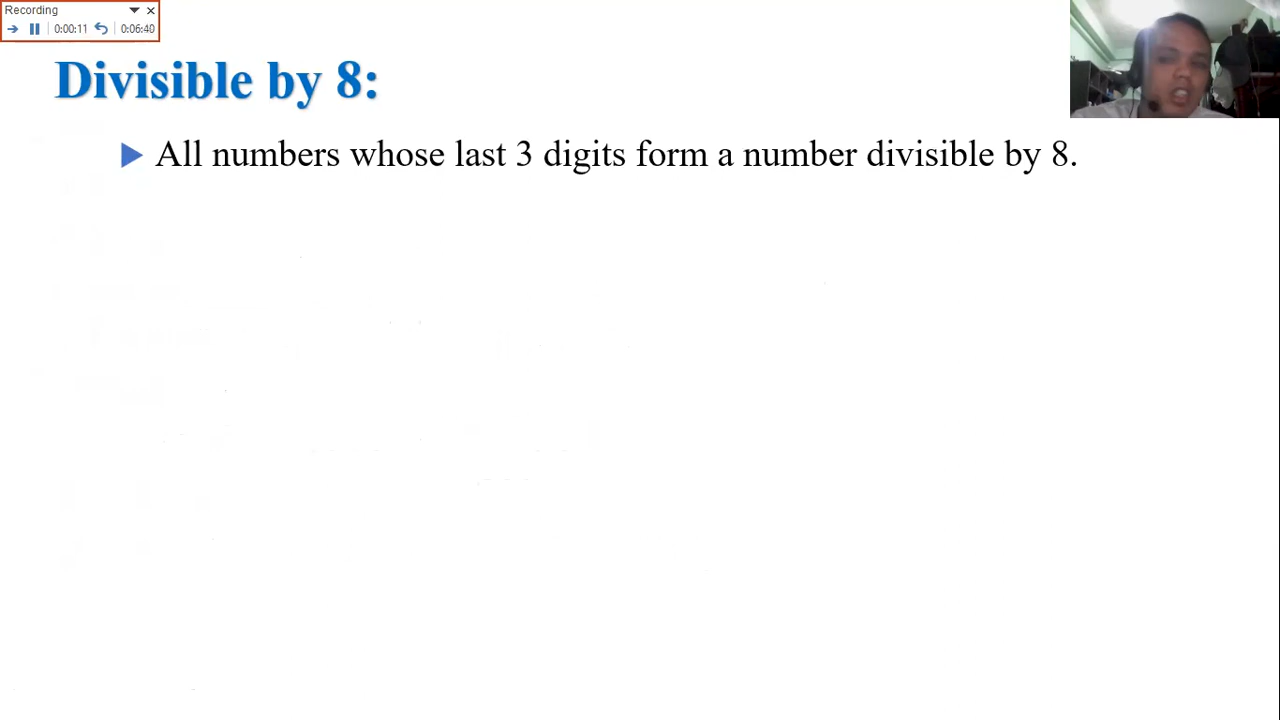 Recording
0:00:11 0:06:40
Divisible by 8:
All numbers whose last 3 digits form a number divisible by 8.